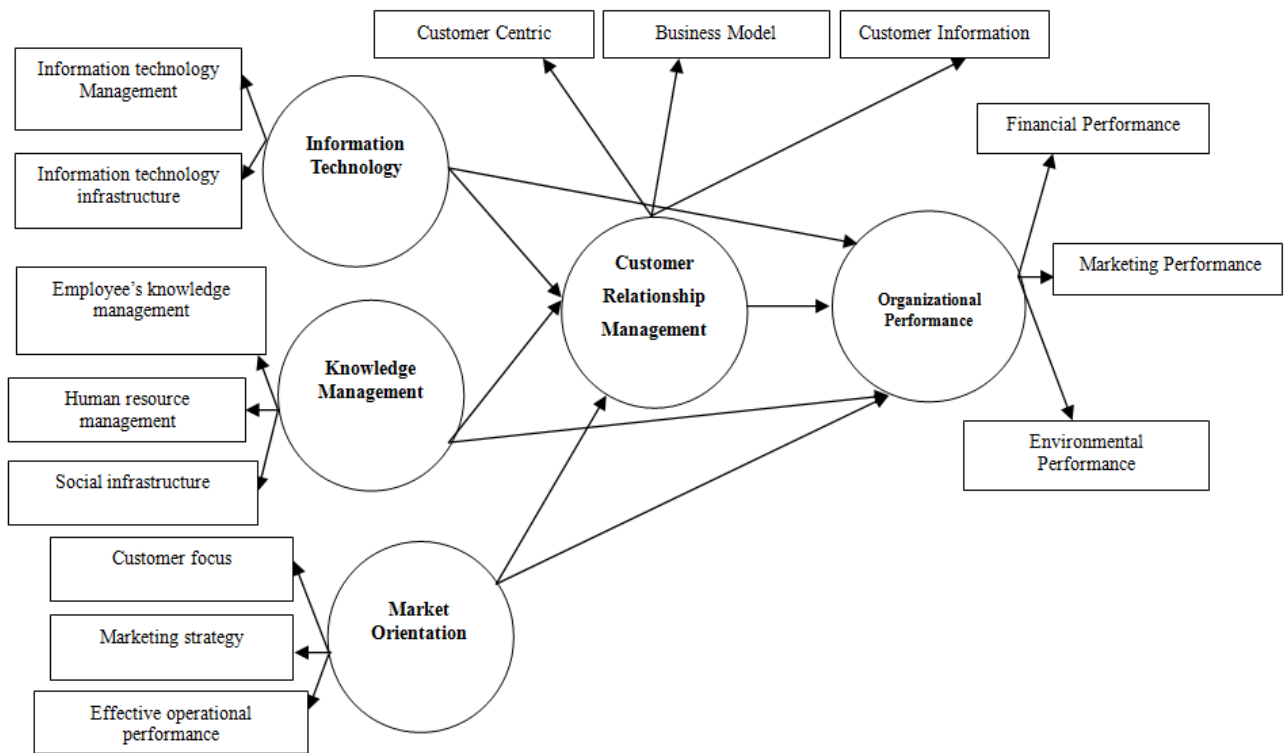 Customer Centric
Business Model
Customer Information
Information technology
Management
Information technology
infrastructure
Information
Technology
Financial Performance
Marketing Performance
Environmental
Performance
Customer
Relationship
Management
Organizational
Performance
Employee’s knowledge
management
Human resource
management
Social infrastructure
Knowledge
Management
Customer focus
Marketing strategy
Effective operational
performance
Market
Orientation